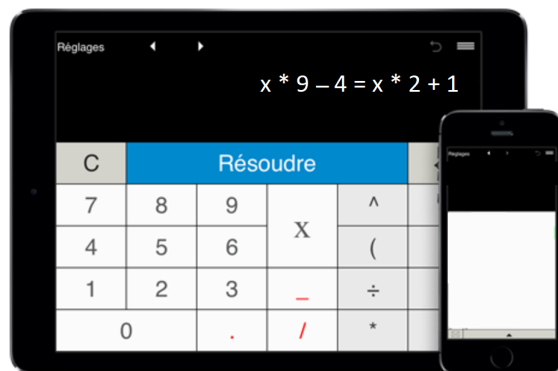 Réglages
x * 9 – 4 = x * 2 + 1
C Résoudre
7 8 9 X ^
4 5 6 (
1 2 3 _ ÷
0 . / *
Réglages